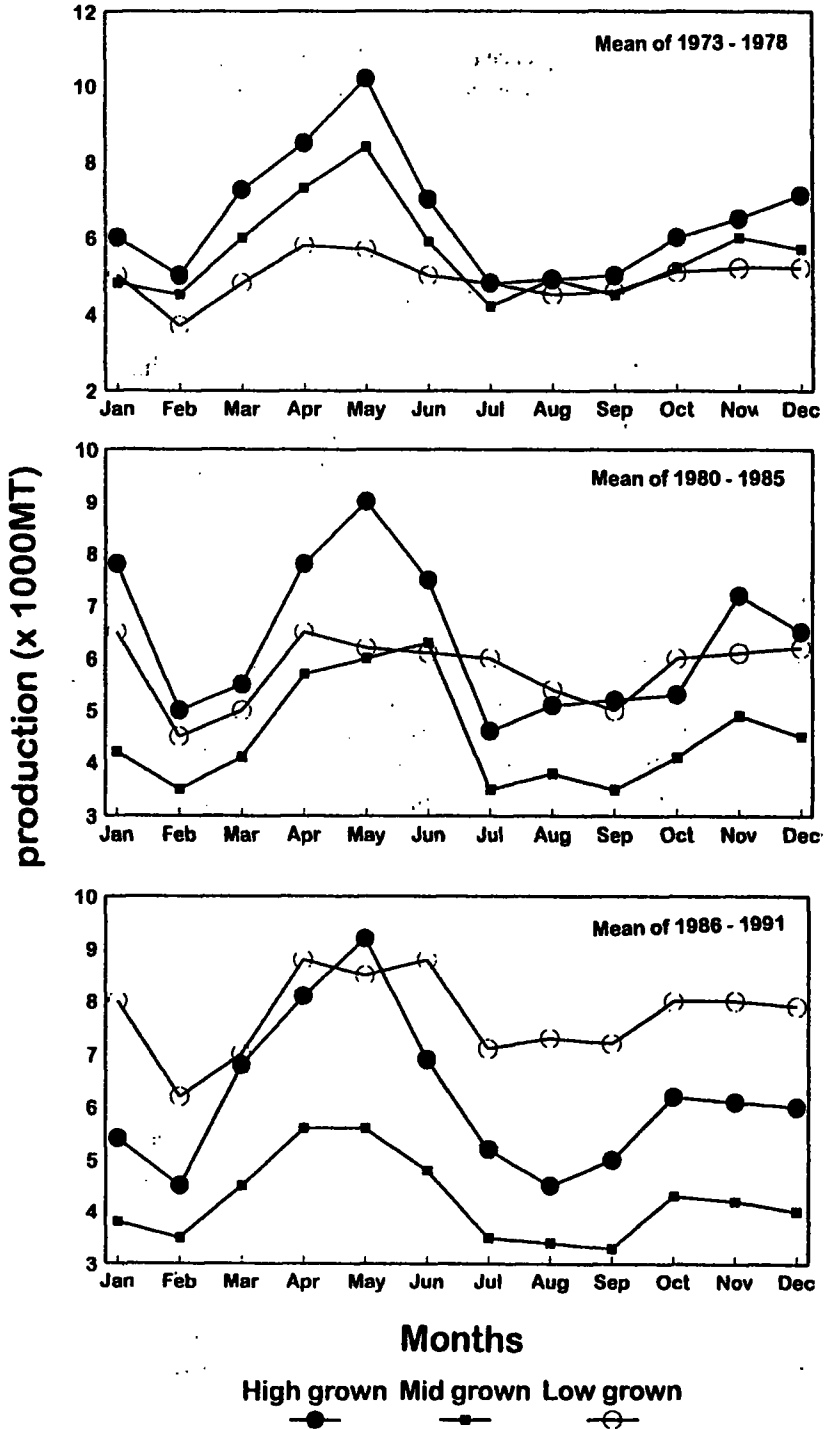 production (x 1000MT)
Mean of 1973 - 1978
12
10
8
6
4
2
Jan Feb Mar Apr May Jun Jul Aug Sep Oct Nov Dec
Mean of 1980 - 1985
10
9
8
7
6
5
4
3
Jan Feb Mar Apr May Jun Jul Aug Sep Oct Nov Dec
Mean of 1986 - 1991
10
9
8
7
6
5
4
3
Jan Feb Mar Apr May Jun Jul Aug Sep Oct Nov Dec
Months
High grown Mid grown Low grown